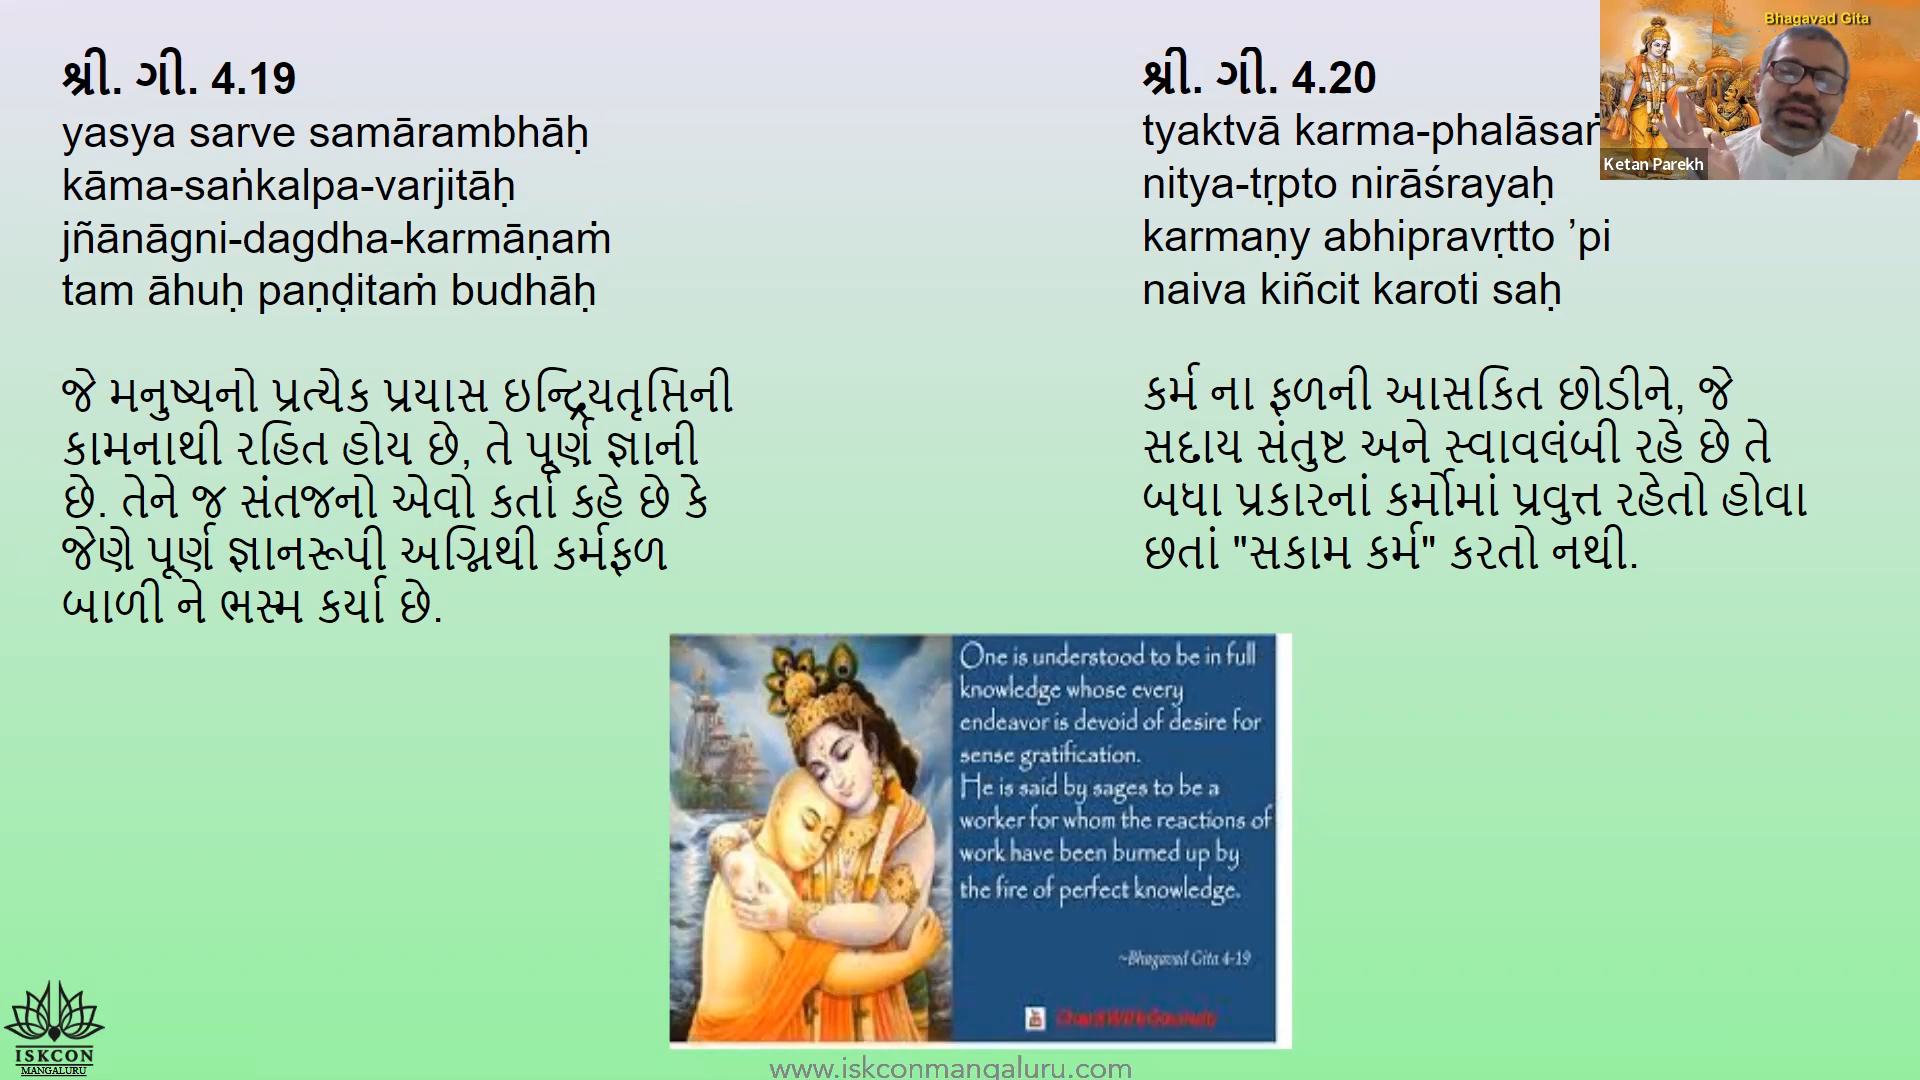 શ્રી. ગી. 4.19
yasya sarve samārambhāḥ
kāma-saṅkalpa-varjitāḥ
jñānāgni-dagdha-karmāṇaṁ
tam āhuḥ paṇḍitaṁ budhāḥ
જે મનુષ્યનો પ્રત્યેક પ્રયાસ ઇન્દ્રિયતૃપ્તિની
કામનાથી રહિત હોય છે, તે પૂર્ણ જ્ઞાની
છે. તેને જ સંતજનો એવો કર્તા કહે છે કે
જેણે પૂર્ણ જ્ઞાનરૂપી અગ્નિથી કર્મફળ
બાળી ને ભસ્મ કર્યા છે.
શ્રી. ગી. 4.20
tyaktvā karma-phalāsaṅ
nitya-tṛpto nirāśrayaḥ
karmaṇy abhipravṛtto ’pi
naiva kiñcit karoti saḥ
કર્મ ના ફળની આસકિત છોડીને, જે
સદાય સંતુષ્ટ અને સ્વાવલંબી રહે છે તે
બધા પ્રકારનાં કર્મોમાં પ્રવુત્ત રહેતો હોવા
છતાં "સકામ કર્મ" કરતો નથી.
Bhagavad Gita
Ketan Parekh
One is understood to be in full
knowledge whose every
endeavor is devoid of desire for
sense gratification.
He is said by sages to be a
worker for whom the reactions of
work have been burned up by
the fire of perfect knowledge.
~Bhagavad Gita 4-19
ISKCON
MANGALURU
www.iskconmangaluru.com